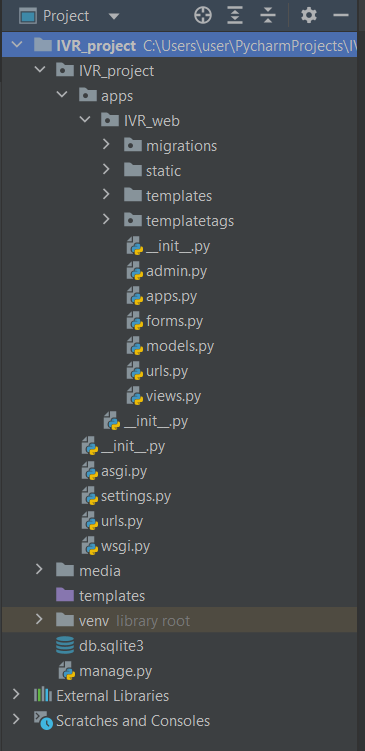 Project
IVR_project C:\Users\user\PycharmProjects\IV
IVR_project
apps
IVR_web
migrations
static
templates
templatetags
__init__.py
admin.py
apps.py
forms.py
models.py
urls.py
views.py
__init__.py
__init__.py
asgi.py
settings.py
urls.py
wsgi.py
media
templates
venv library root
db.sqlite3
manage.py
External Libraries
Scratches and Consoles